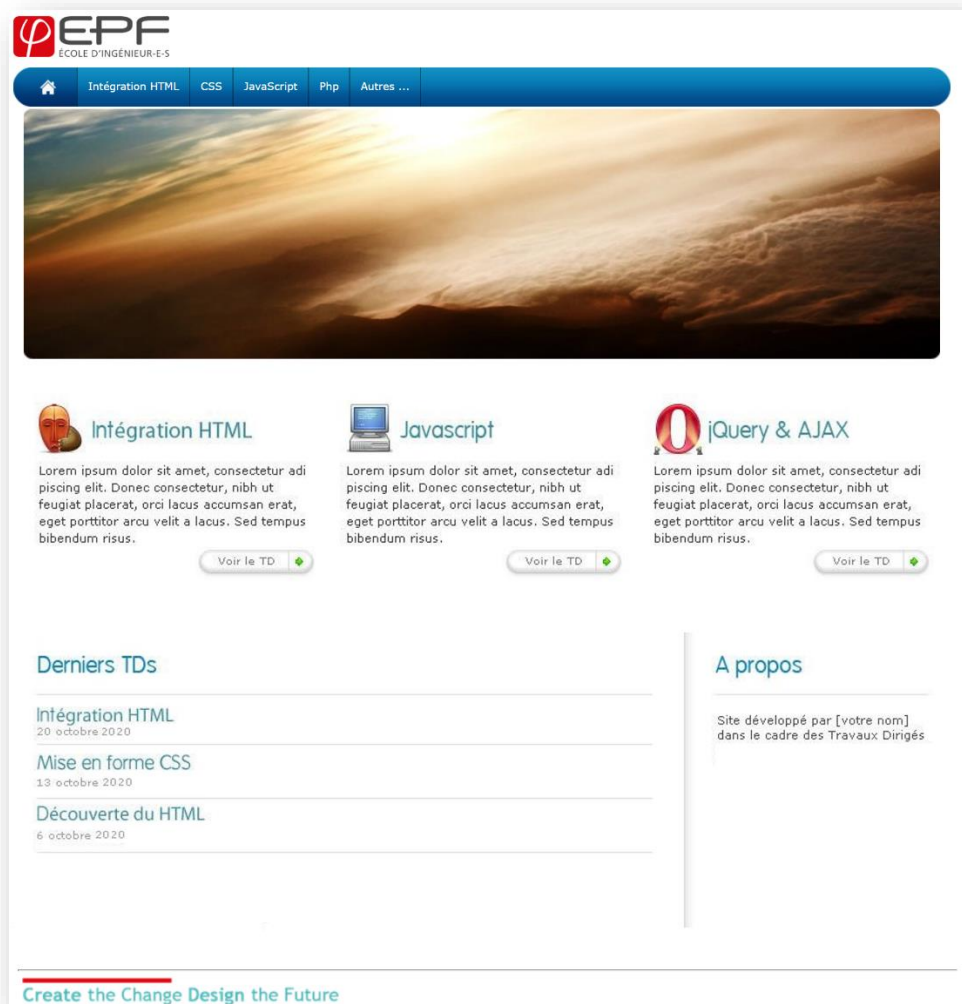 φEPF
ÉCOLE D'INGÉNIEUR-E-S
Intégration HTML CSS JavaScript Php Autres ...
Intégration HTML
Lorem ipsum dolor sit amet, consectetur adi
piscing elit. Donec consectetur, nibh ut
feugiat placerat, orci lacus accumsan erat,
eget porttitor arcu velit a lacus. Sed tempus
bibendum risus.
Voir le TD
Javascript
Lorem ipsum dolor sit amet, consectetur adi
piscing elit. Donec consectetur, nibh ut
feugiat placerat, orci lacus accumsan erat,
eget porttitor arcu velit a lacus. Sed tempus
bibendum risus.
Voir le TD
jQuery & AJAX
Lorem ipsum dolor sit amet, consectetur adi
piscing elit. Donec consectetur, nibh ut
feugiat placerat, orci lacus accumsan erat,
eget porttitor arcu velit a lacus. Sed tempus
bibendum risus.
Voir le TD
Derniers TDs
Intégration HTML
20 octobre 2020
Mise en forme CSS
13 octobre 2020
Découverte du HTML
6 octobre 2020
A propos
Site développé par [votre nom]
dans le cadre des Travaux Dirigés
Create the Change Design the Future